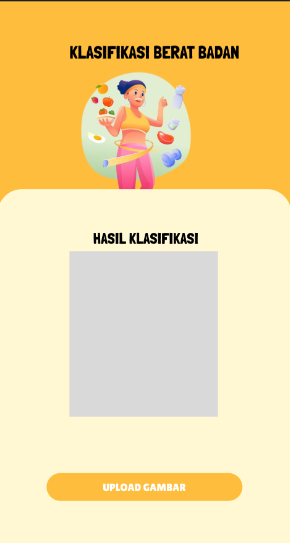 KLASIFIKASI BERAT BADAN
HASIL KLASIFIKASI
UPLOAD GAMBAR